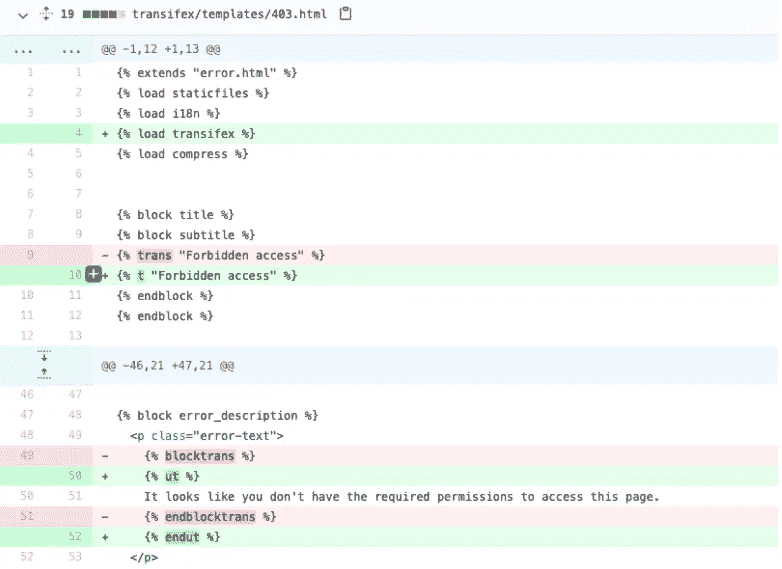 19 transifex/templates/403.html
... ... @@ -1,12 +1,13 @@
1 1 {% extends "error.html" %}
2 2 {% load staticfiles %}
3 3 {% load i18n %}
4 + {% load transifex %}
4 5 {% load compress %}
5 6
6 7
7 8 {% block title %}
8 9 {% block subtitle %}
9 - {% trans "Forbidden access" %}
10 + {% t "Forbidden access" %}
10 11 {% endblock %}
11 12 {% endblock %}
12 13
@@ -46,21 +47,21 @@
46 47
47 48 {% block error_description %}
48 49 <p class="error-text">
49 - {% blocktrans %}
50 + {% ut %}
50 51 It looks like you don't have the required permissions to access this page.
51 - {% endblocktrans %}
52 + {% endut %}
52 53 </p>